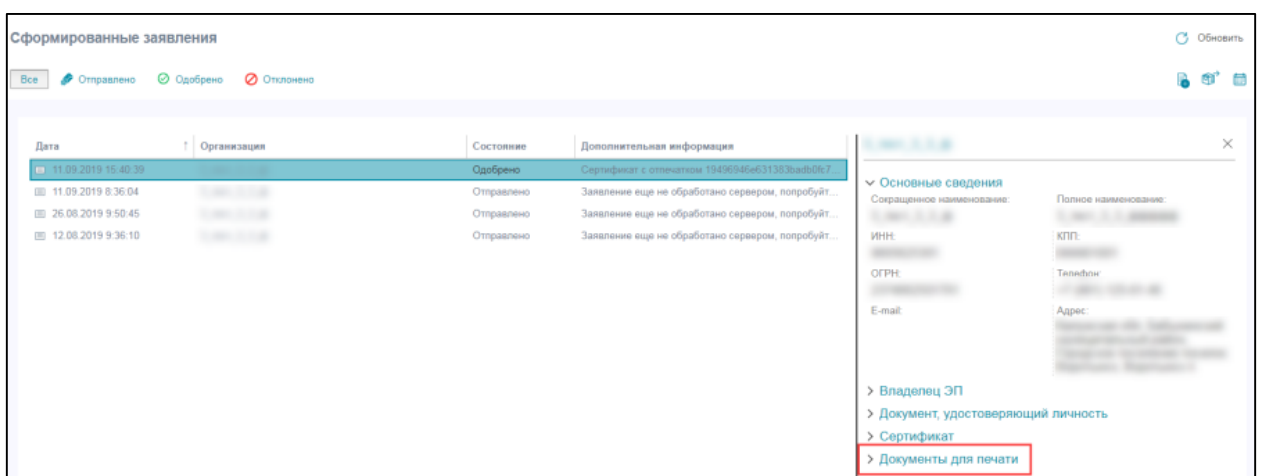 Сформированные заявления
Обновить
Все Отправлено Одобрено Отклонено
Дата Организация Состояние Дополнительная информация
11.09.2019 15:40:39 Одобрено Сертификат с отпечатком
11.09.2019 8:36:04 Отправлено Заявление еще не обработано сервером, попробуйт...
26.08.2019 9:50:45 Отправлено Заявление еще не обработано сервером, попробуйт...
12.08.2019 9:36:10 Отправлено Заявление еще не обработано сервером, попробуйт...
Основные сведения
Сокращенное наименование: Полное наименование:
ИНН: КПП:
ОГРН: Телефон:
E-mail: Адрес:
Владелец ЭП
Документ, удостоверяющий личность
Сертификат
Документы для печати